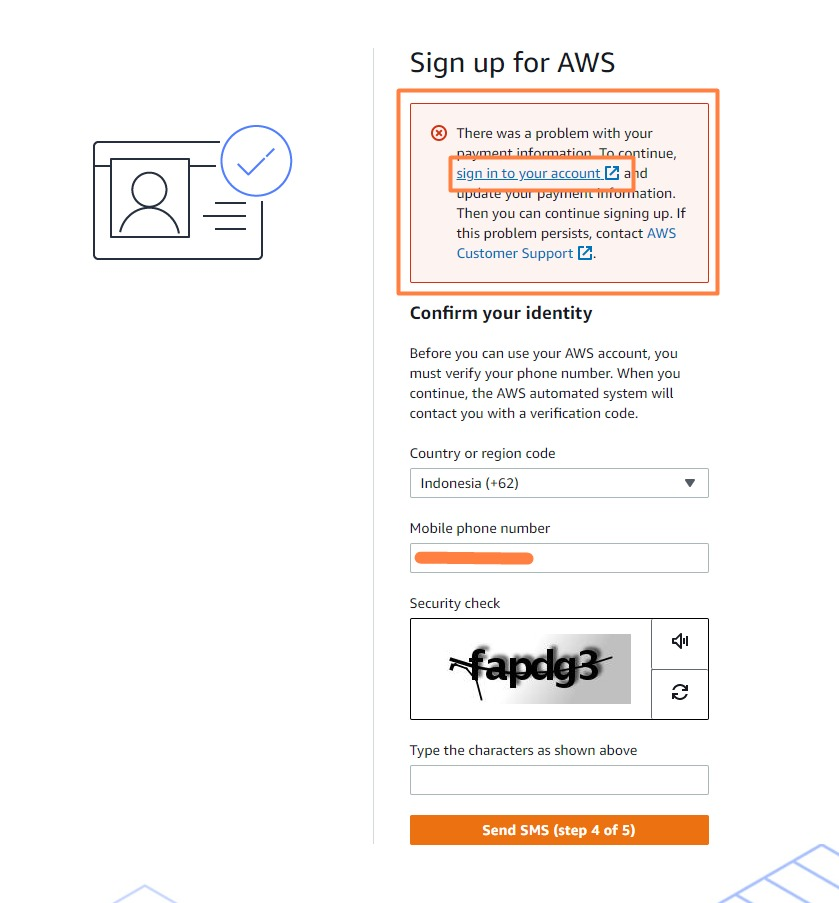 Sign up for AWS
There was a problem with your
payment information. To continue,
sign in to your account and
update your payment information.
Then you can continue signing up. If
this problem persists, contact AWS
Customer Support.
Confirm your identity
Before you can use your AWS account, you
must verify your phone number. When you
continue, the AWS automated system will
contact you with a verification code.
Country or region code
Indonesia (+62)
Mobile phone number
Security check
fapdg3
Type the characters as shown above
Send SMS (step 4 of 5)